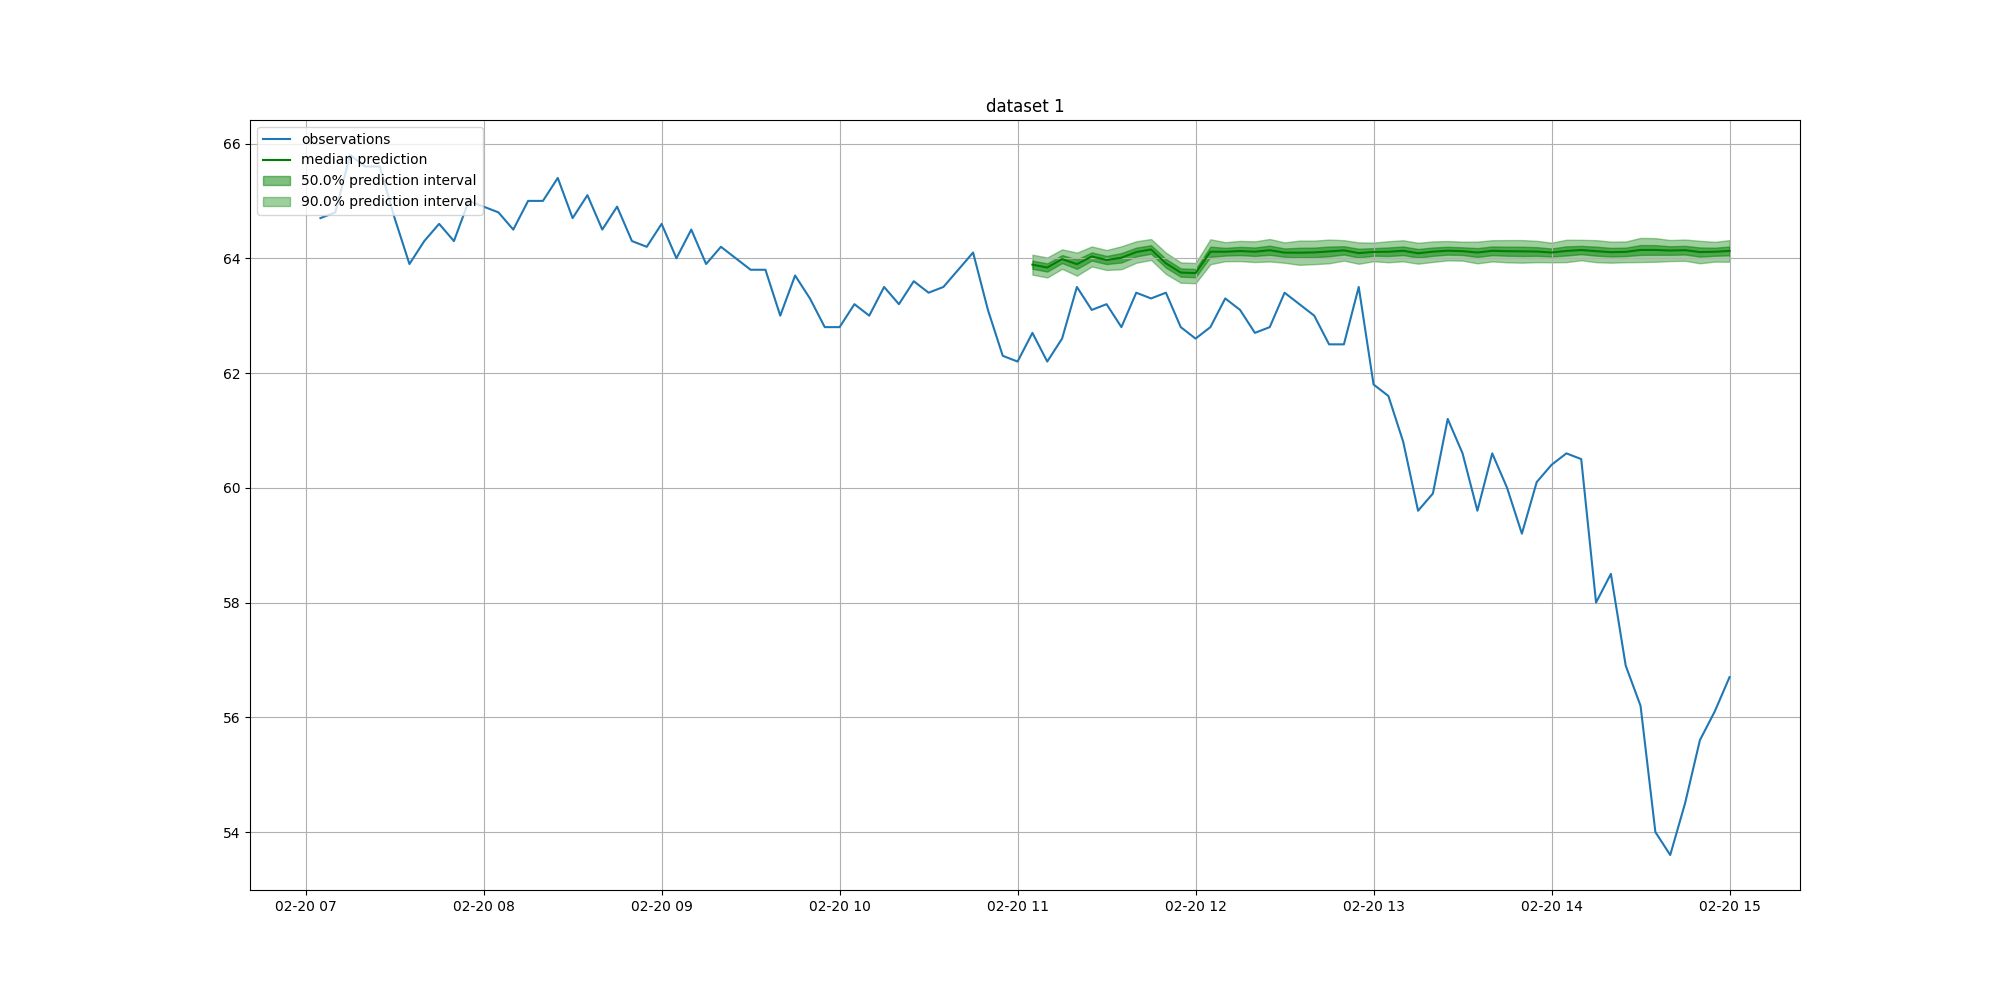 dataset 1
observations
median prediction
50.0% prediction interval
90.0% prediction interval
66
64
62
60
58
56
54
02-20 07 02-20 08 02-20 09 02-20 10 02-20 11 02-20 12 02-20 13 02-20 14 02-20 15